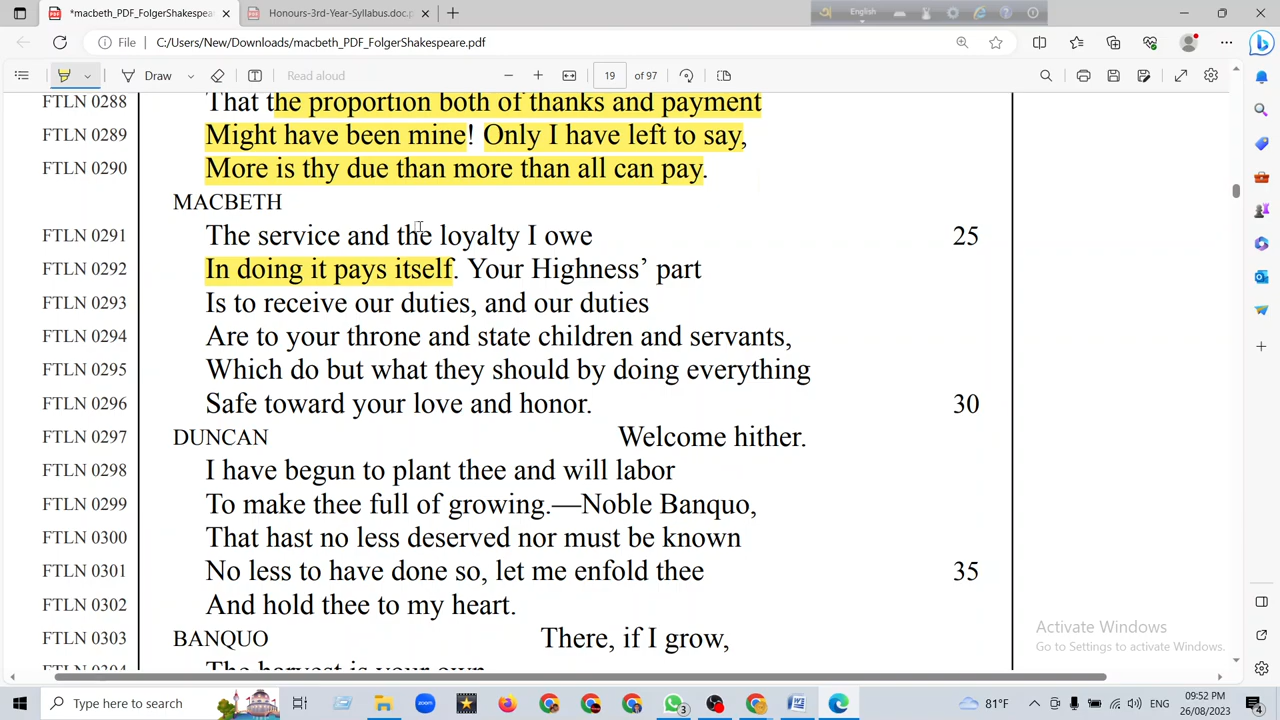 *macbeth_PDF_FolgerShakespeare
Honours-3rd-Year-Syllabus.doc.p
English
File
C:/Users/New/Downloads/macbeth_PDF_FolgerShakespeare.pdf
Draw
Read aloud
19
of 97
FTLN 0288 That the proportion both of thanks and payment
FTLN 0289 Might have been mine! Only I have left to say,
FTLN 0290 More is thy due than more than all can pay.
MACBETH
FTLN 0291 The service and the loyalty I owe 25
FTLN 0292 In doing it pays itself. Your Highness’ part
FTLN 0293 Is to receive our duties, and our duties
FTLN 0294 Are to your throne and state children and servants,
FTLN 0295 Which do but what they should by doing everything
FTLN 0296 Safe toward your love and honor. 30
FTLN 0297 DUNCAN Welcome hither.
FTLN 0298 I have begun to plant thee and will labor
FTLN 0299 To make thee full of growing.—Noble Banquo,
FTLN 0300 That hast no less deserved nor must be known
FTLN 0301 No less to have done so, let me enfold thee 35
FTLN 0302 And hold thee to my heart.
FTLN 0303 BANQUO There, if I grow,
The harvest is your own
Activate Windows
Go to Settings to activate Windows.
Type here to search
zoom
3
81°F
ENG
09:52 PM
26/08/2023
4